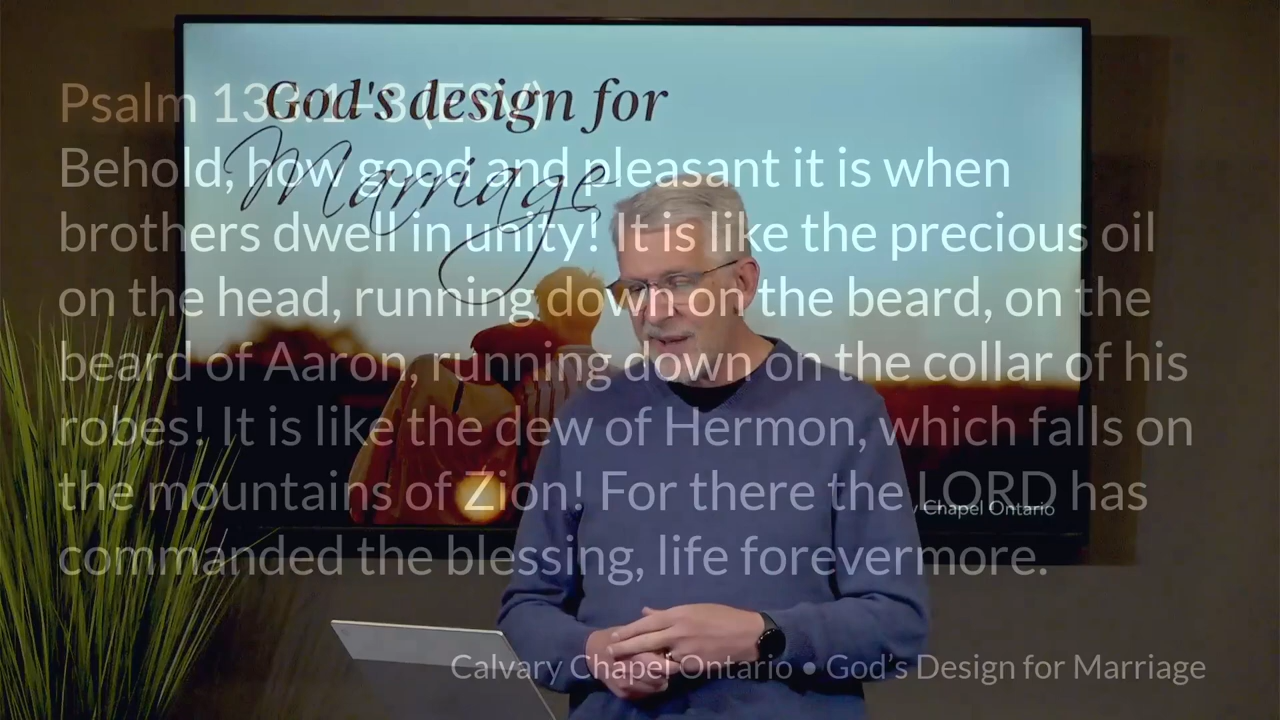 Psalm 133:1–3 (ESV)
God's design for
Marriage
Behold, how good and pleasant it is when
brothers dwell in unity! It is like the precious oil
on the head, running down on the beard, on the
beard of Aaron, running down on the collar of his
robes! It is like the dew of Hermon, which falls on
the mountains of Zion! For there the LORD has
commanded the blessing, life forevermore.
y Chapel Ontario
Calvary Chapel Ontario • God’s Design for Marriage